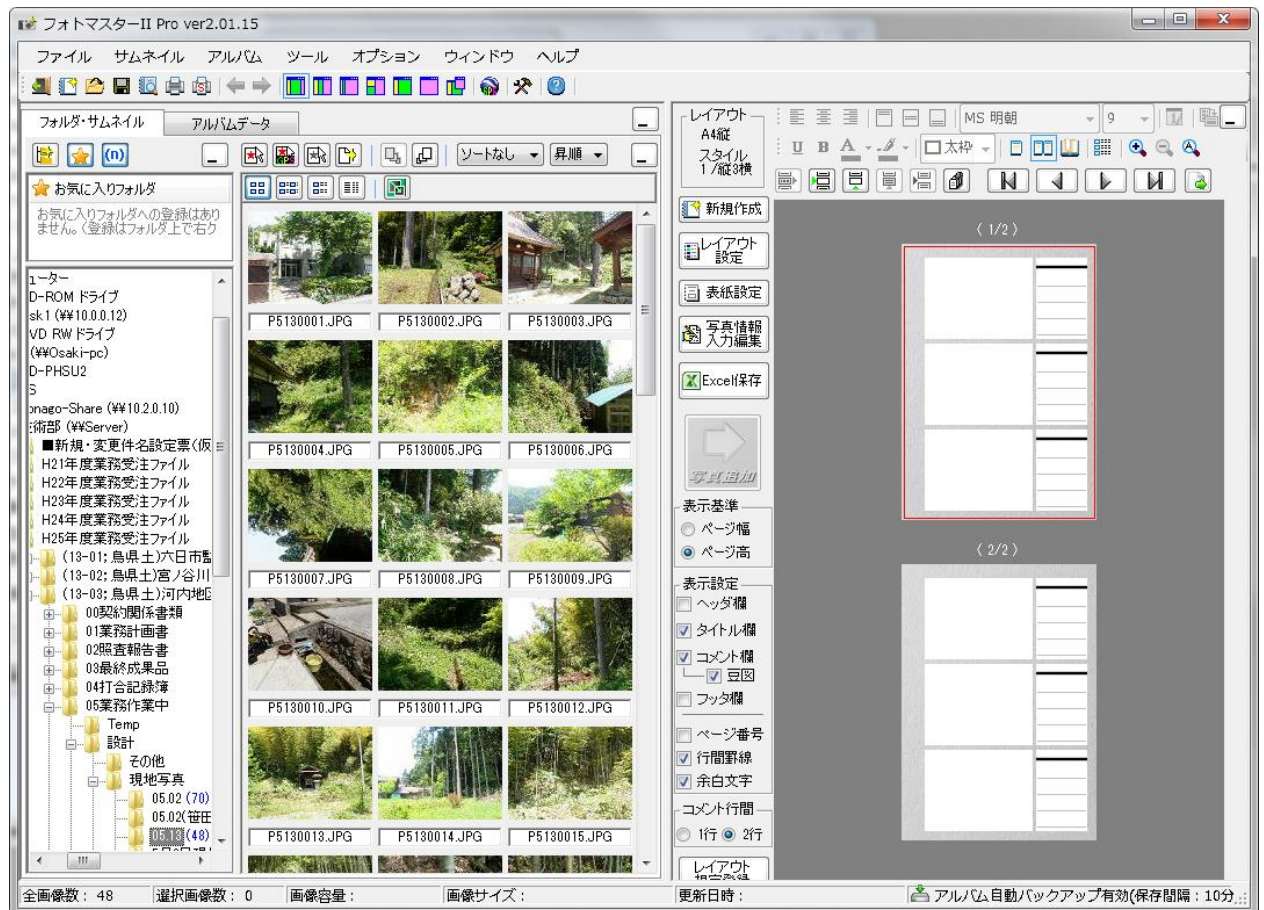 フォトマスターII Pro ver2.01.15
ファイル サムネイル アルバム ツール オプション ウィンドウ ヘルプ
フォルダ・サムネイル アルバムデータ
(n) ソートなし 昇順
お気に入りフォルダ
お気に入りフォルダへの登録はあり
ません。(登録はフォルダ上で右ク
ューター
D-ROM ドライブ
sk1 (¥¥10.0.0.12)
VD RW ドライブ
(¥¥Osaki-pc)
D-PHSU2
S
onago-Share (¥¥10.2.0.10)
術部 (¥¥Server)
■新規・変更件名設定票(仮
H21年度業務受注ファイル
H22年度業務受注ファイル
H23年度業務受注ファイル
H24年度業務受注ファイル
H25年度業務受注ファイル
(13-01;鳥県土)六日市
(13-02;鳥県土)宮ノ谷川
(13-03;鳥県土)河内地区
00契約関係書類
01業務計画書
02照査報告書
03最終成果品
04打合記録簿
05業務作業中
Temp
設計
その他
現地写真
05.02 (70)
05.02(笹田
05.13 (48)
P5130001.JPG P5130002.JPG P5130003.JPG
P5130004.JPG P5130005.JPG P5130006.JPG
P5130007.JPG P5130008.JPG P5130009.JPG
P5130010.JPG P5130011.JPG P5130012.JPG
P5130013.JPG P5130014.JPG P5130015.JPG
レイアウト
A4縦
スタイル
1/縦3横
MS 明朝 9
U B A 太枠
新規作成
レイアウト
設定
表紙設定
写真情報
入力編集
Excel保存
写真追加
表示基準
ページ幅
ページ高
表示設定
ヘッダ欄
タイトル欄
コメント欄
豆図
フッタ欄
ページ番号
行間罫線
余白文字
コメント行間
1行 2行
レイアウト
(1/2)
(2/2)
全画像数: 48 選択画像数: 0 画像容量: 画像サイズ: 更新日時: アルバム自動バックアップ有効(保存間隔:10分